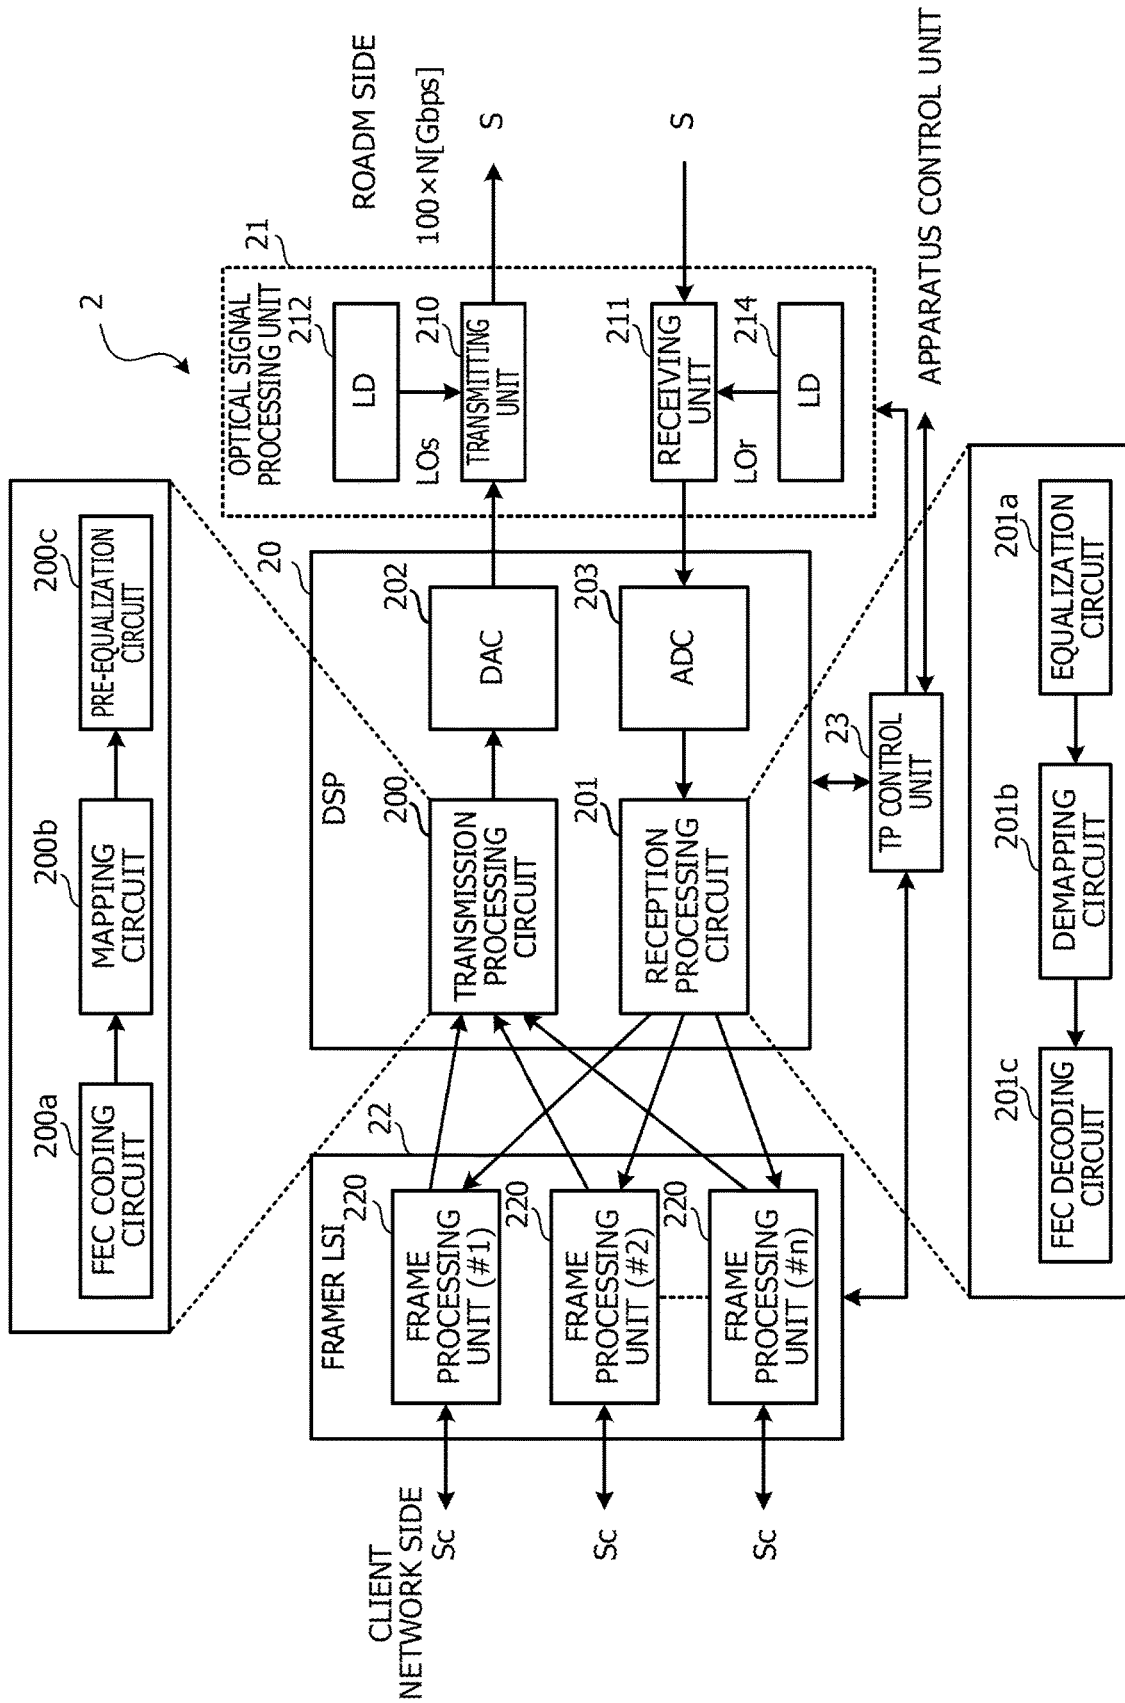 2
200a
FEC CODING
CIRCUIT
200b
MAPPING
CIRCUIT
200c
PRE-EQUALIZATION
CIRCUIT
CLIENT
NETWORK SIDE
Sc
Sc
Sc
FRAMER LSI
22
220
FRAME
PROCESSING
UNIT (#1)
220
FRAME
PROCESSING
UNIT (#2)
220
FRAME
PROCESSING
UNIT (#n)
DSP
20
200
TRANSMISSION
PROCESSING
CIRCUIT
202
DAC
201
RECEPTION
PROCESSING
CIRCUIT
203
ADC
OPTICAL SIGNAL
PROCESSING UNIT
21
212
LD
LOs
210
TRANSMITTING
UNIT
211
RECEIVING
UNIT
LOr
214
LD
ROADM SIDE
100×N[Gbps]
S
S
23
TP CONTROL
UNIT
APPARATUS CONTROL UNIT
201c
FEC DECODING
CIRCUIT
201b
DEMAPPING
CIRCUIT
201a
EQUALIZATION
CIRCUIT